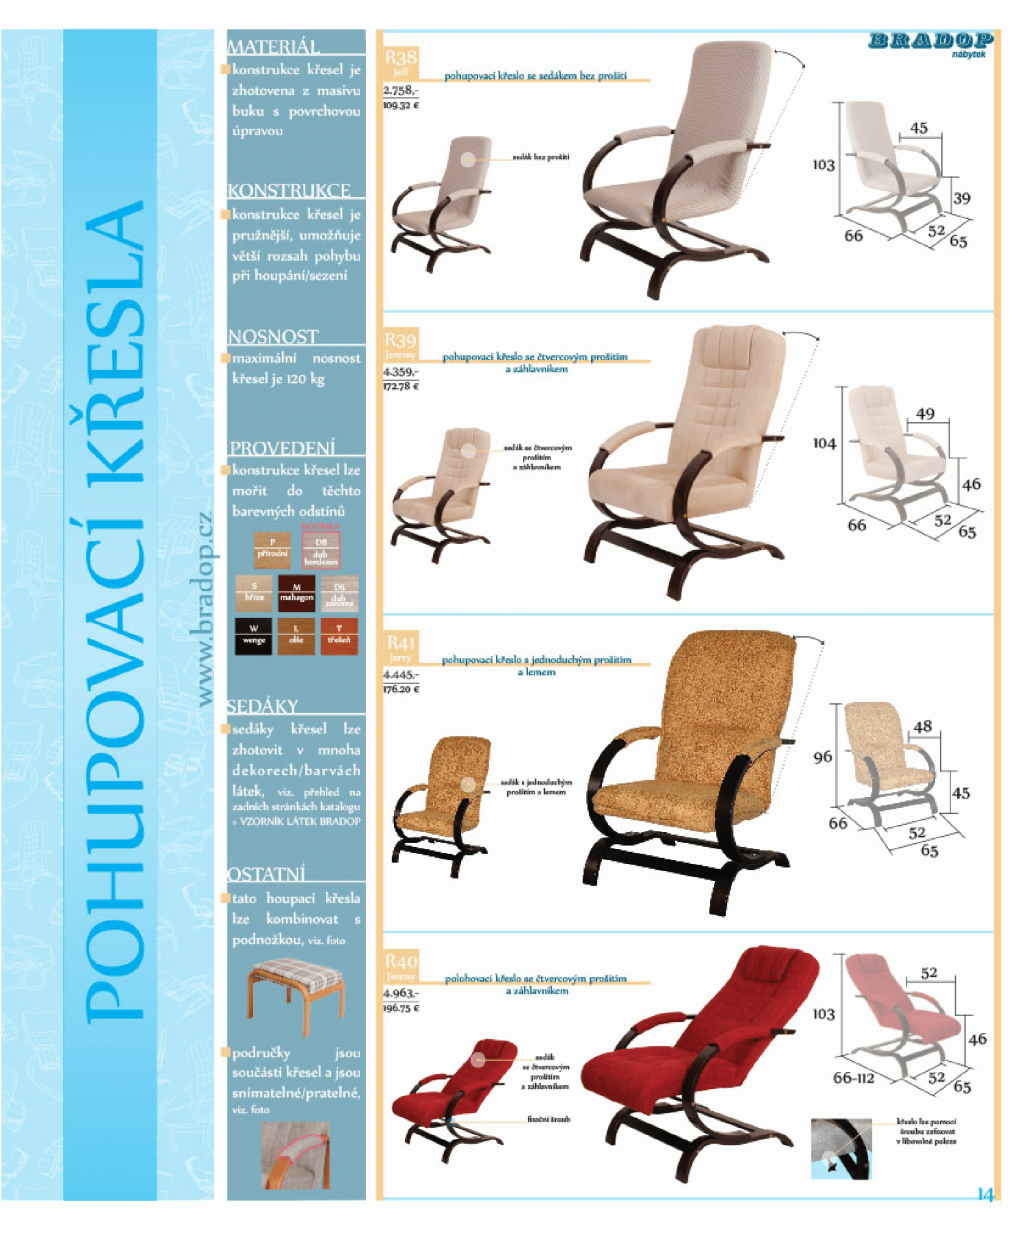 POHUPOVACÍ KŘESLA
www.bradop.cz
MATERIÁL
konstrukce křesel je
zhotovena z masivu
buku s povrchovou
úpravou
KONSTRUKCE
konstrukce křesel je
pružnější, umožňuje
větší rozsah pohybu
při houpání/sezení
NOSNOST
maximální nosnost
křesel je 120 kg
PROVEDENÍ
konstrukce křesel lze
mořit do těchto
barevných odstínů
P
přírodní
DB
dub
bordeaux
S
bříza
M
mahagon
DS
dub
W
wenge
L
olše
T
třešeň
SEDÁKY
sedáky křesel lze
zhotovit v mnoha
dekorech/barvách
látek, viz. přehled na
zadních stránkách katalogu
VZORNÍK LÁTEK BRADOP
OSTATNÍ
tato houpací křesla
lze kombinovat s
podnožkou, viz. foto
područky jsou
součástí křesel a jsou
snímatelné/pratelné,
viz. foto
BRADOP
nábytek
R38
Jeff
2.758,-
109.32 €
pohupovací křeslo se sedákem bez prošití
sedák bez prošití
103
45
39
66
52
65
R39
Jeremy
4.359,-
172.78 €
pohupovací křeslo se čtvercovým prošitím
a záhlavníkem
sedák se čtvercovým
prošitím
a záhlavníkem
104
49
46
66
52
65
R41
Jerry
4.445,-
176.20 €
pohupovací křeslo s jednoduchým prošitím
a lemem
sedák s jednoduchým
prošitím a lemem
96
48
45
66
52
65
R40
Jimmy
4.963,-
196.75 €
polohovací křeslo se čtvercovým prošitím
a záhlavníkem
sedák
se čtvercovým
prošitím
a záhlavníkem
fixační šroub
103
52
46
66-112
52
65
křeslo lze pomocí
šroubu zafixovat
v libovolné poloze
14